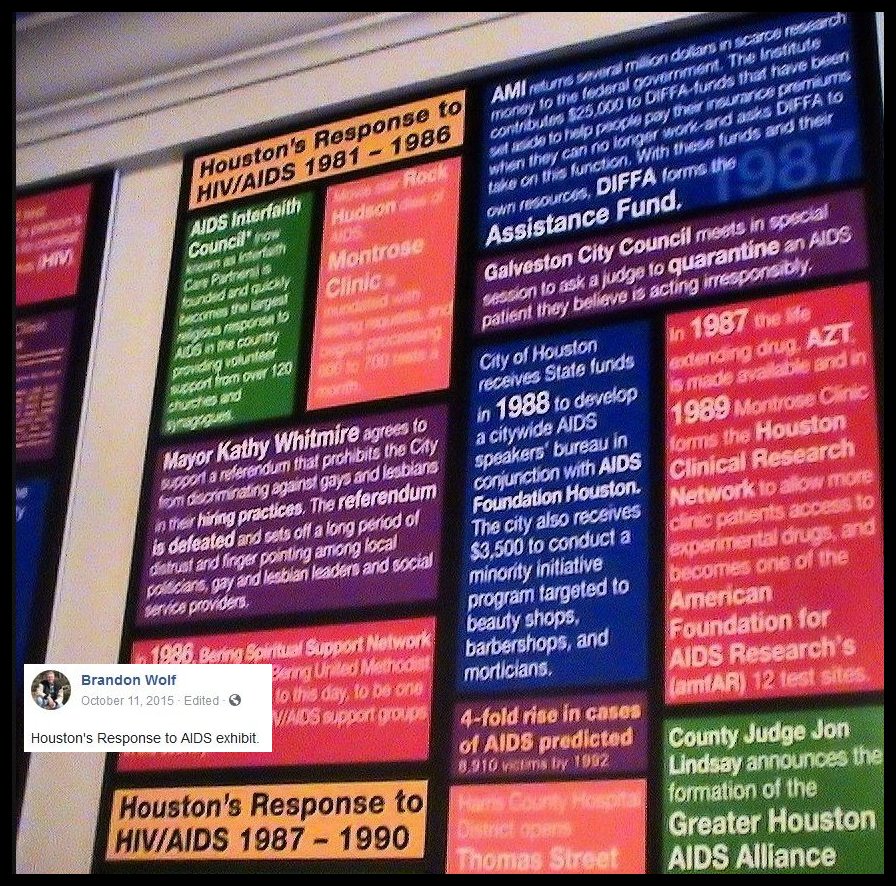 Houston's Response to
HIV/AIDS 1981 – 1986
AIDS Interfaith
Council* (now
known as Interfaith
Care Partners) is
founded and quickly
becomes the largest
religious response to
AIDS in the country
providing volunteer
support from over 120
churches and
synagogues.
Movie star Rock
Hudson dies of
AIDS.
Montrose
Clinic is
inundated with
Mayor Kathy Whitmire agrees to
support a referendum that prohibits the City
from discriminating against gays and lesbians
in their hiring practices. The referendum
is defeated and sets off a long period of
distrust and finger pointing among local
politicians, gay and lesbian leaders and social
service providers.
1986, Bering Spiritual Support Network
Bering United Methodist
to this day, to be one
V/AIDS support groups
Houston's Response to
HIV/AIDS 1987 – 1990
AMI returns several million dollars in scarce research
money to the federal government. The Institute
contributes $25,000 to DIFFA-funds that have been
set aside to help people pay their insurance premiums
when they can no longer work-and asks DIFFA to
take on this function. With these funds and their
own resources, DIFFA forms the
Assistance Fund.
1987
Galveston City Council meets in special
session to ask a judge to quarantine an AIDS
patient they believe is acting irresponsibly.
City of Houston
receives State funds
in 1988 to develop
a citywide AIDS
speakers' bureau in
conjunction with AIDS
Foundation Houston.
The city also receives
$3,500 to conduct a
minority initiative
program targeted to
beauty shops,
barbershops, and
morticians.
In 1987 the life
extending drug, AZT,
is made available and in
1989 Montrose Clinic
forms the Houston
Clinical Research
Network to allow more
clinic patients access to
experimental drugs, and
becomes one of the
American
Foundation for
AIDS Research's
(amfAR) 12 test sites.
4-fold rise in cases
of AIDS predicted
8,910 victims by 1992
Harris County Hospital
District opens
Thomas Street
County Judge Jon
Lindsay announces the
formation of the
Greater Houston
AIDS Alliance
(HIV)
Brandon Wolf
October 11, 2015 · Edited ·
Houston's Response to AIDS exhibit.